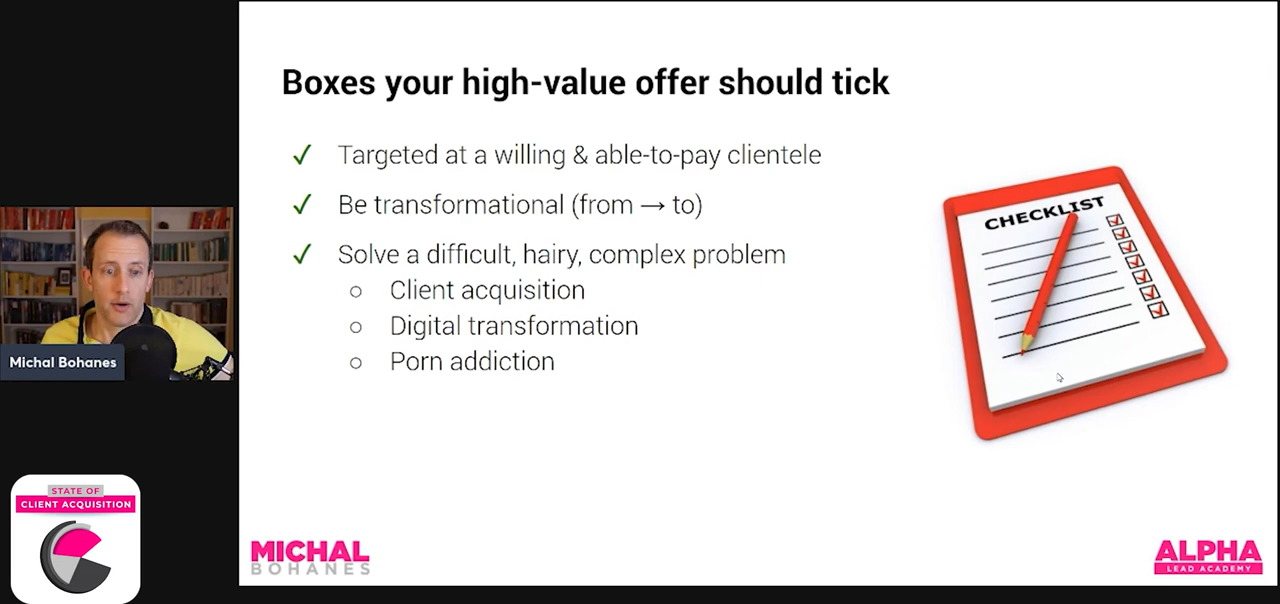 Boxes your high-value offer should tick
✓ Targeted at a willing & able-to-pay clientele
✓ Be transformational (from → to)
✓ Solve a difficult, hairy, complex problem
○ Client acquisition
○ Digital transformation
○ Porn addiction
CHECKLIST
Michal Bohanes
STATE OF
CLIENT ACQUISITION
MICHAL
BOHANES
ALPHA
LEAD ACADEMY